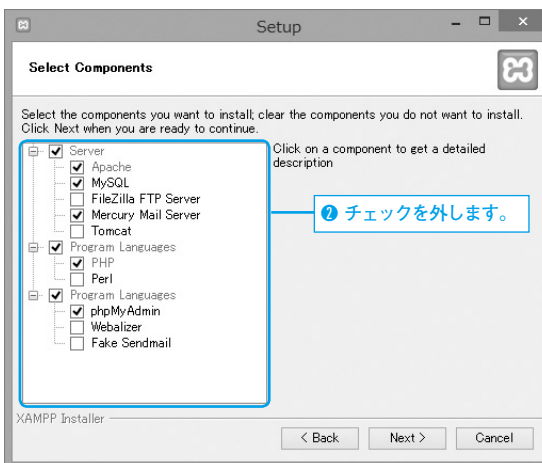 Setup
Select Components
Select the components you want to install; clear the components you do not want to install.
Click Next when you are ready to continue.
Server
Apache
MySQL
FileZilla FTP Server
Mercury Mail Server
Tomcat
Program Languages
PHP
Perl
Program Languages
phpMyAdmin
Webalizer
Fake Sendmail
Click on a component to get a detailed
description
❷ チェックを外します。
XAMPP Installer
< Back
Next >
Cancel